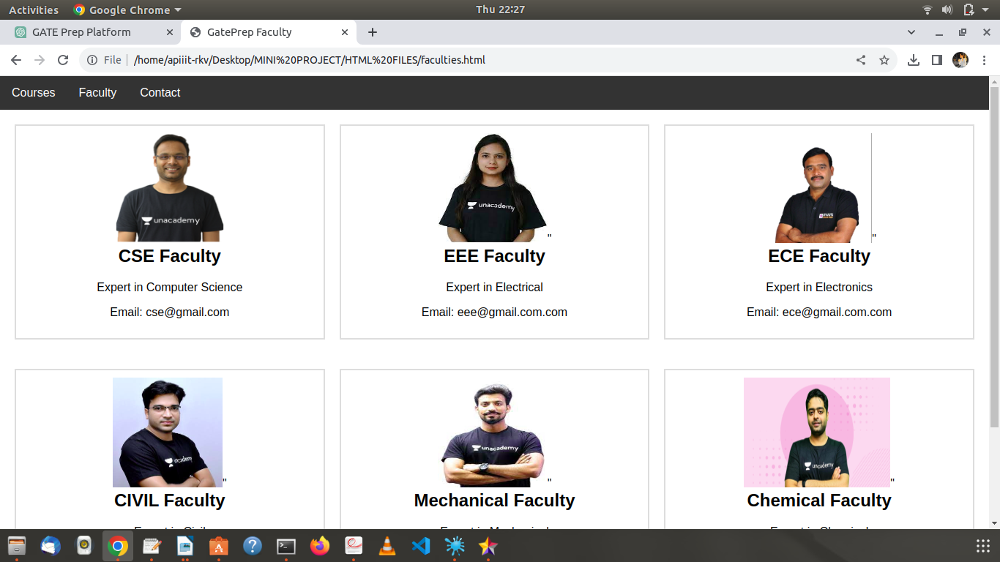 Activities Google Chrome Thu 22:27
GATE Prep Platform GatePrep Faculty
File /home/apiiit-rkv/Desktop/MINI%20PROJECT/HTML%20FILES/faculties.html
Courses Faculty Contact
unacademy unacademy
" "
CSE Faculty EEE Faculty ECE Faculty
Expert in Computer Science Expert in Electrical Expert in Electronics
Email: cse@gmail.com Email: eee@gmail.com.com Email: ece@gmail.com.com
unacademy unacademy unacademy
" " "
CIVIL Faculty Mechanical Faculty Chemical Faculty